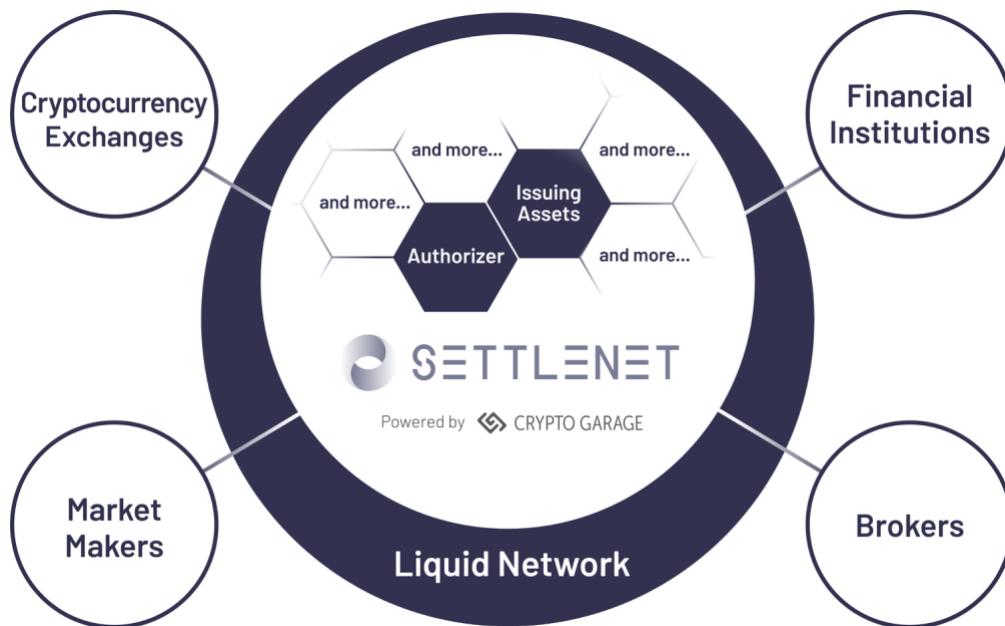 Cryptocurrency
Exchanges
Financial
Institutions
and more...
and more...
Issuing
Assets
and more...
Authorizer
and more...
SETTLENET
Powered by CRYPTO GARAGE
Market
Makers
Brokers
Liquid Network